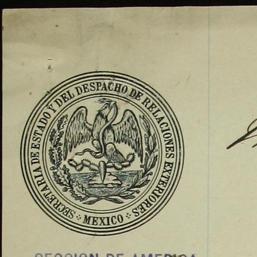 SECRETARIA DE ESTADO Y DEL DESPACHO DE RELACIONES EXTERIORES
MEXICO
SECCION DE AMERICA